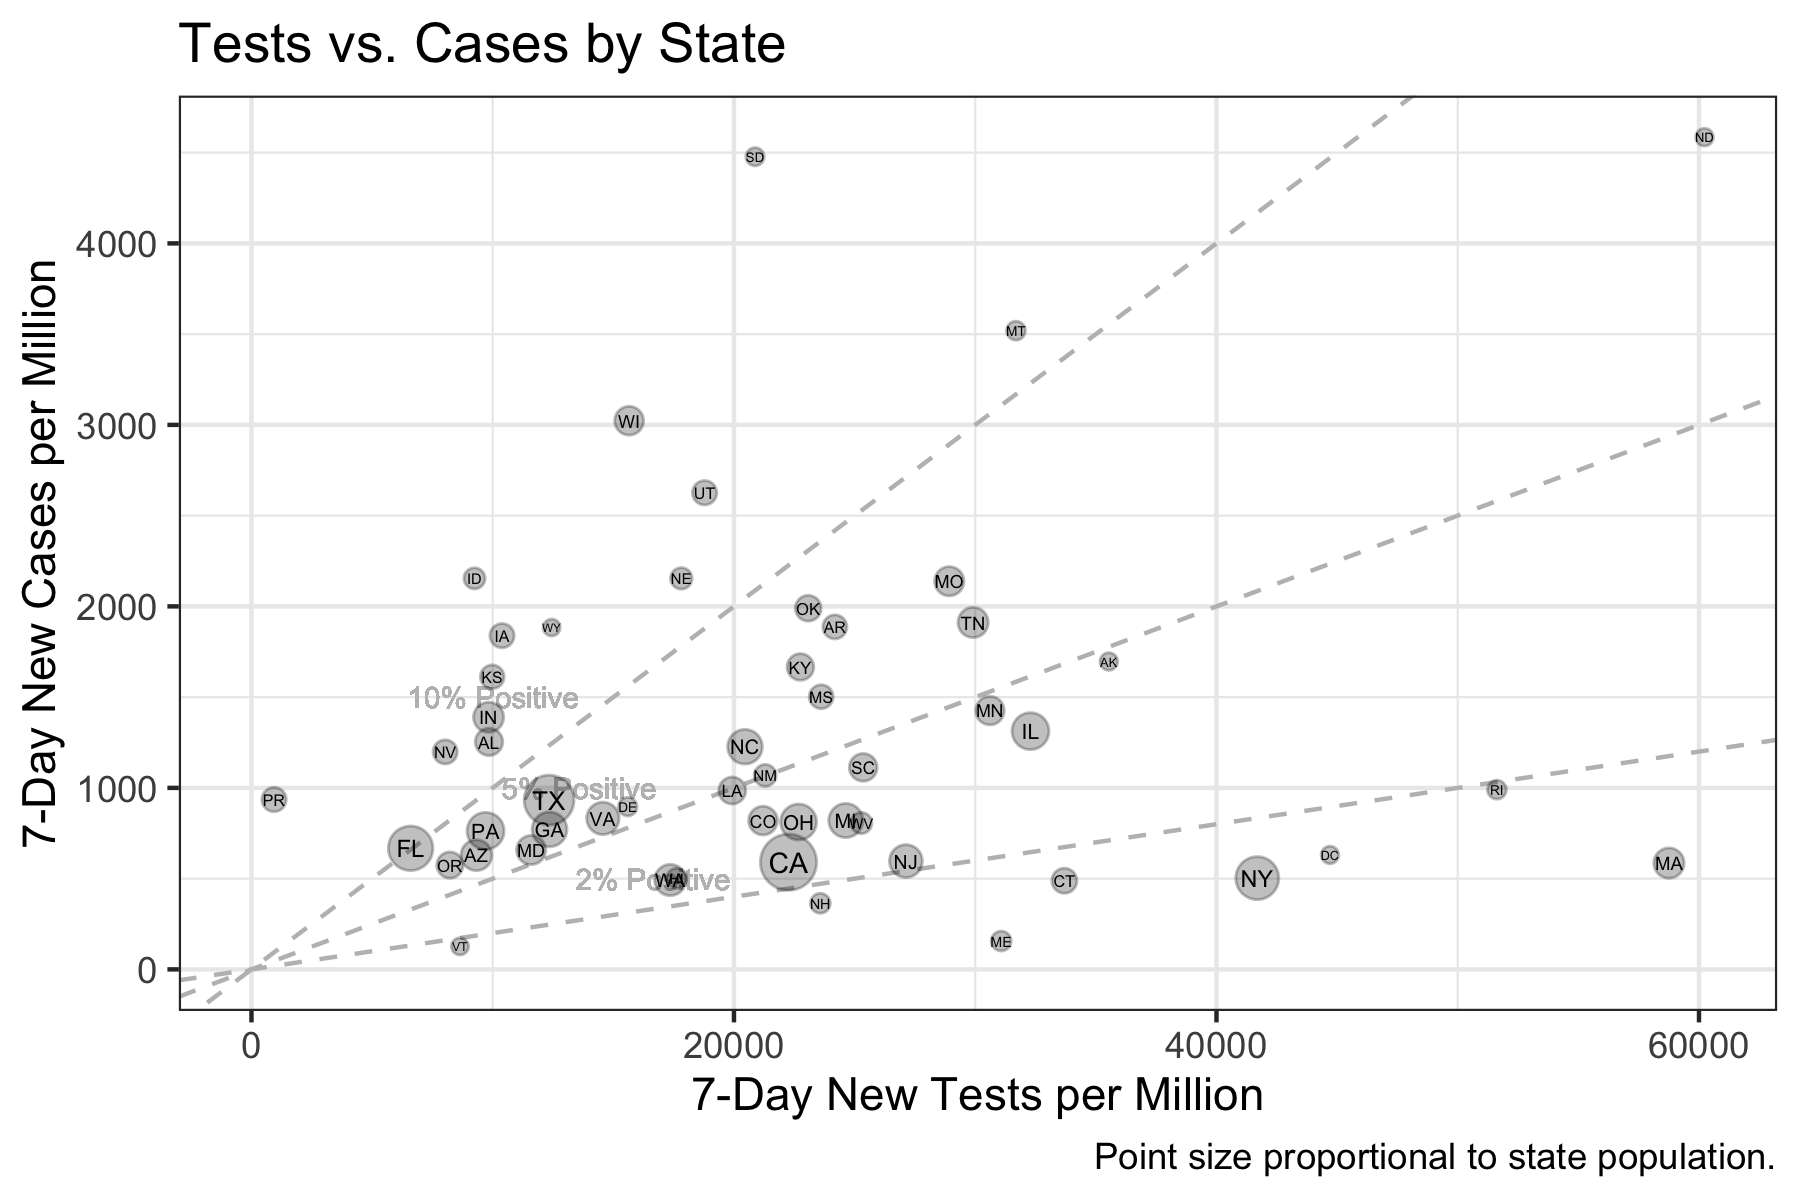 Tests vs. Cases by State
7-Day New Cases per Million
4000
3000
2000
1000
0
ND
SD
MT
WI
UT
ID
NE
MO
OK
WY
AR
TN
IA
KS
KY
AK
10% Positive
MS
IN
MN
IL
AL
NC
NV
SC
NM
5% Positive
LA
RI
PR
TX
DE
VA
CO
OH
MI
WV
GA
PA
MD
FL
AZ
OR
CA
NJ
DC
MA
2% Positive
WA
CT
NY
NH
VT
ME
0
20000
40000
60000
7-Day New Tests per Million
Point size proportional to state population.